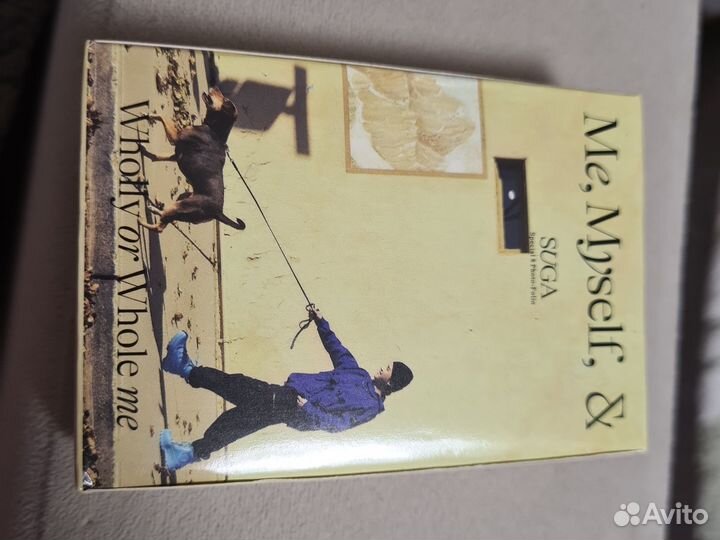 Me, Myself, &
SUGA
Special 8 Photo-Folio
Wholly or Whole me
Avito